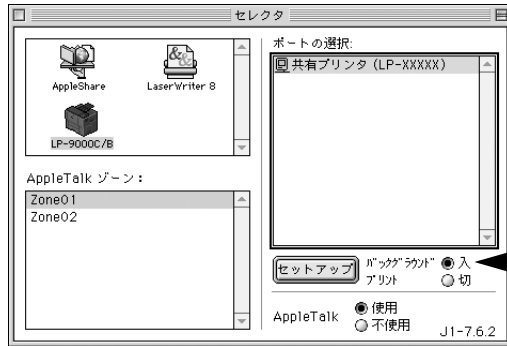 セレクタ
AppleShare
LaserWriter 8
LP-9000C/B
AppleTalk ゾーン：
Zone01
Zone02
ポートの選択:
共有プリンタ (LP-XXXXX)
セットアップ
ﾊﾞｯｸｸﾞﾗｳﾝﾄﾞ ◉入
ﾌﾟﾘﾝﾄ ○切
AppleTalk
◉使用
○不使用
J1-7.6.2